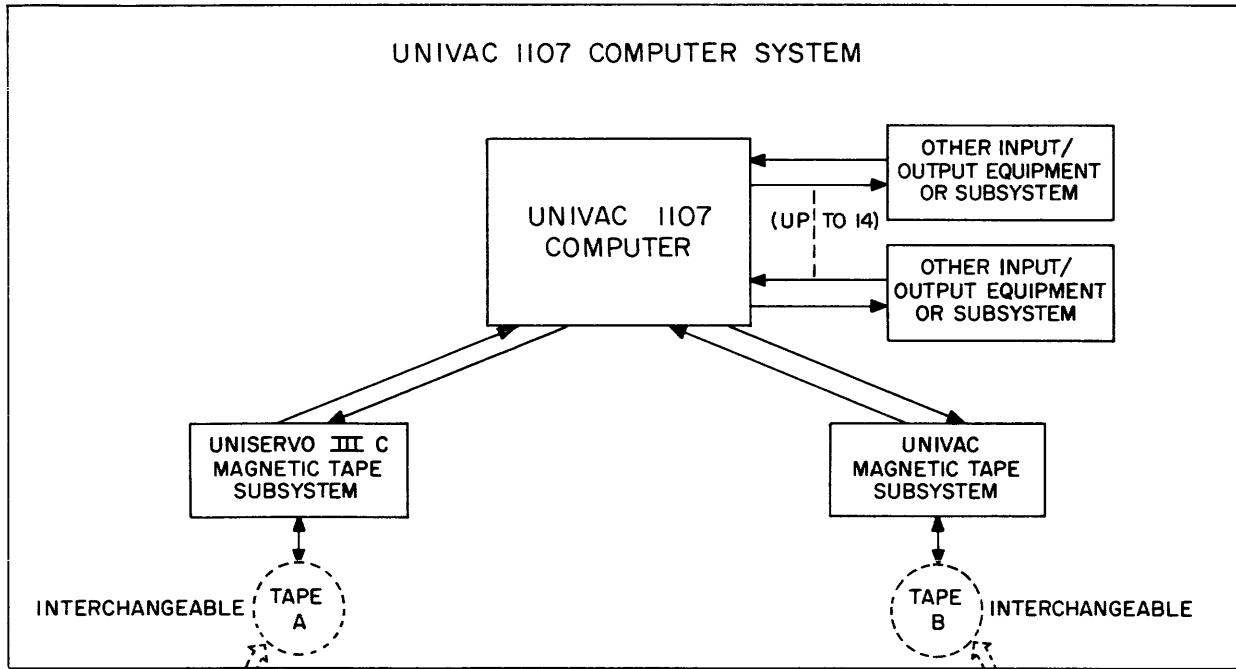 UNIVAC 1107 COMPUTER SYSTEM
UNIVAC 1107
COMPUTER
OTHER INPUT/
OUTPUT EQUIPMENT
OR SUBSYSTEM
(UP TO 14)
OTHER INPUT/
OUTPUT EQUIPMENT
OR SUBSYSTEM
UNISERVO III C
MAGNETIC TAPE
SUBSYSTEM
UNIVAC
MAGNETIC TAPE
SUBSYSTEM
INTERCHANGEABLE
TAPE
A
TAPE
B
INTERCHANGEABLE